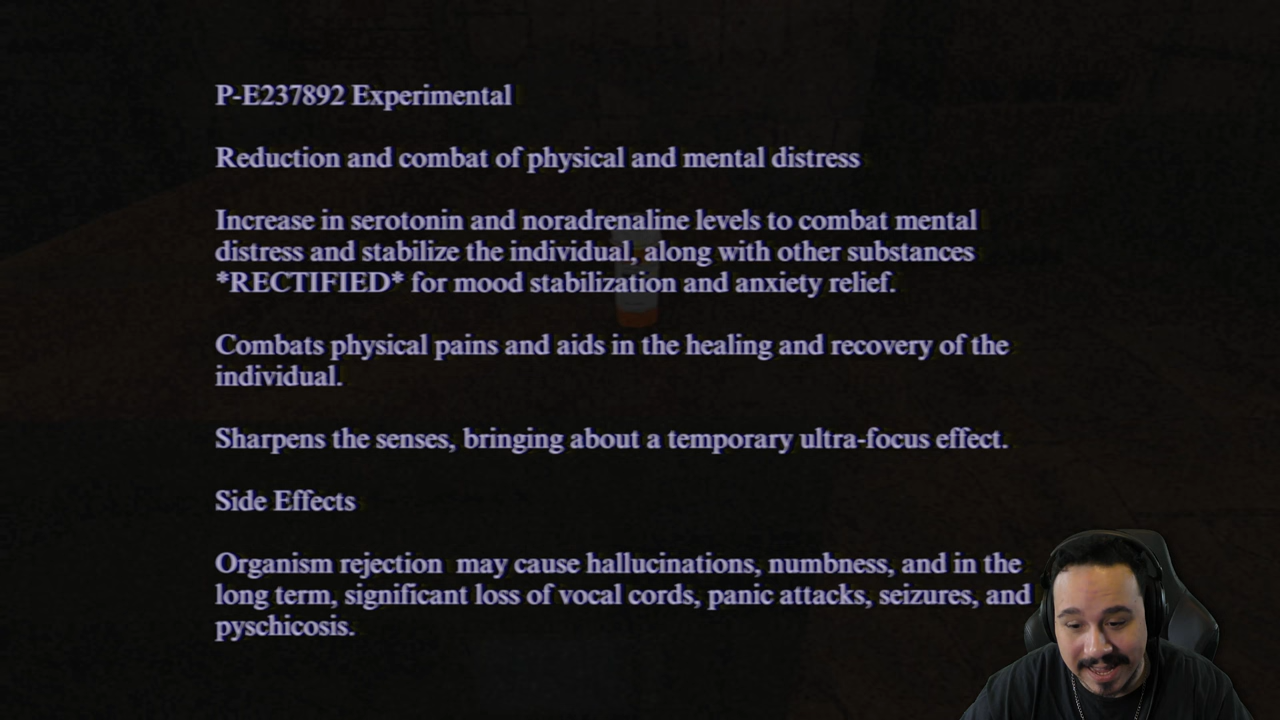 P-E237892 Experimental
Reduction and combat of physical and mental distress
Increase in serotonin and noradrenaline levels to combat mental
distress and stabilize the individual, along with other substances
*RECTIFIED* for mood stabilization and anxiety relief.
Combats physical pains and aids in the healing and recovery of the
individual.
Sharpens the senses, bringing about a temporary ultra-focus effect.
Side Effects
Organism rejection  may cause hallucinations, numbness, and in the
long term, significant loss of vocal cords, panic attacks, seizures, and
pyschicosis.